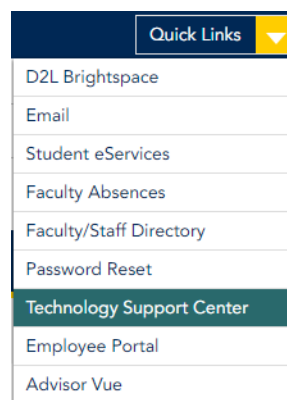 Quick Links
D2L Brightspace
Email
Student eServices
Faculty Absences
Faculty/Staff Directory
Password Reset
Technology Support Center
Employee Portal
Advisor Vue